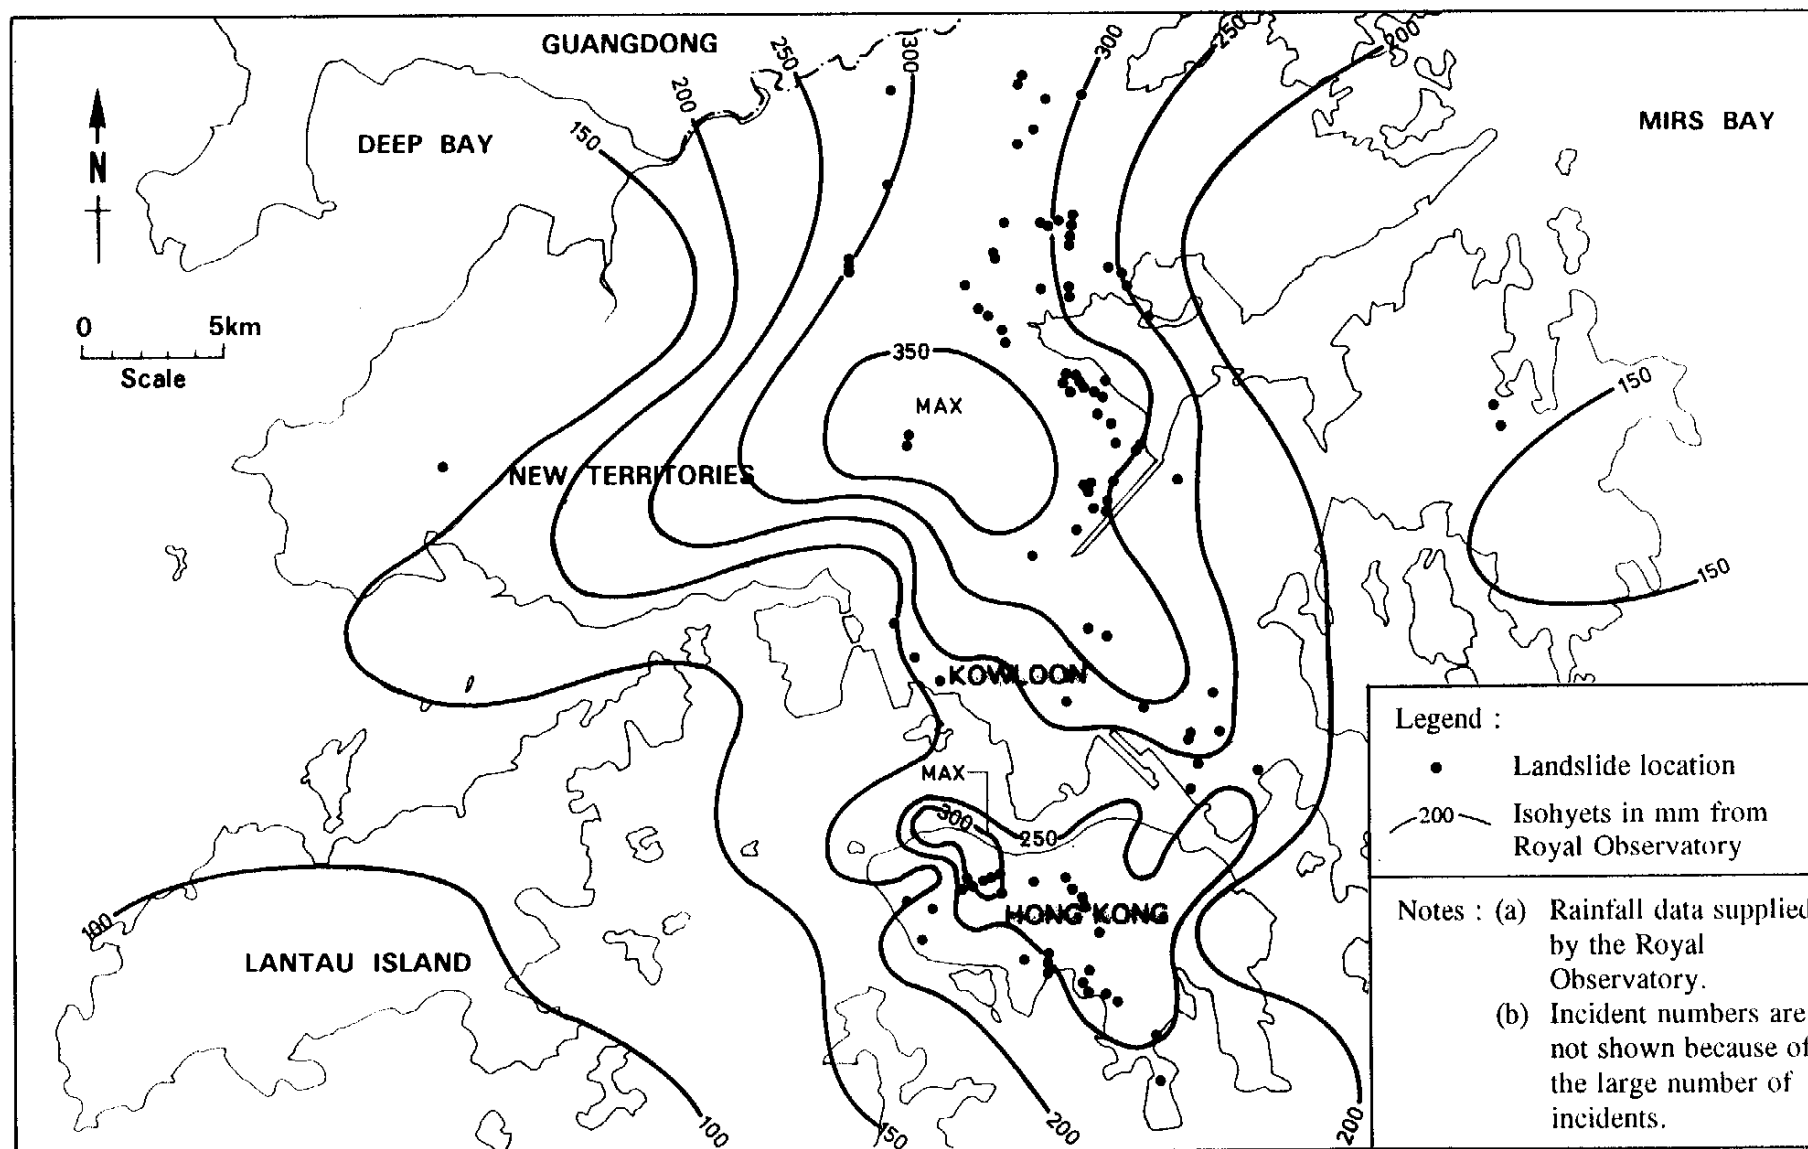 GUANGDONG
250
300
300
250
200
200
150
DEEP BAY
MIRS BAY
N
0 5km
Scale
350
MAX
150
NEW TERRITORIES
150
KOWLOON
MAX
300
250
HONG KONG
100
LANTAU ISLAND
100
150
200
200
Legend :
Landslide location
200
Isohyets in mm from
Royal Observatory
Notes : (a) Rainfall data supplied
by the Royal
Observatory.
(b) Incident numbers are
not shown because of
the large number of
incidents.